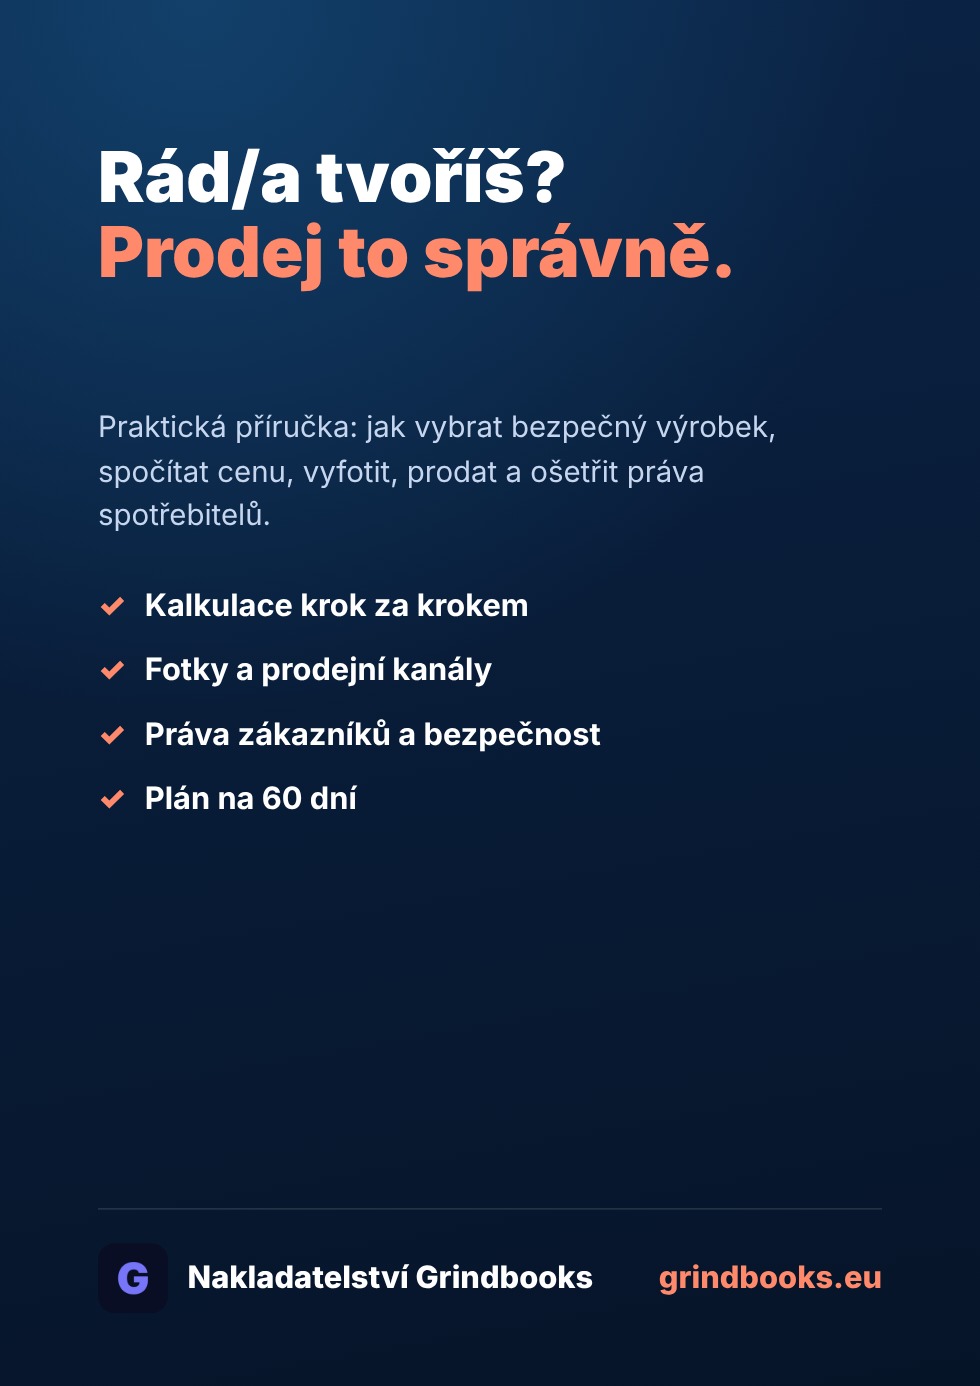 Rád/a tvoříš?
Prodej to správně.
Praktická příručka: jak vybrat bezpečný výrobek,
spočítat cenu, vyfotit, prodat a ošetřit práva
spotřebitelů.
Kalkulace krok za krokem
Fotky a prodejní kanály
Práva zákazníků a bezpečnost
Plán na 60 dní
G Nakladatelství Grindbooks grindbooks.eu